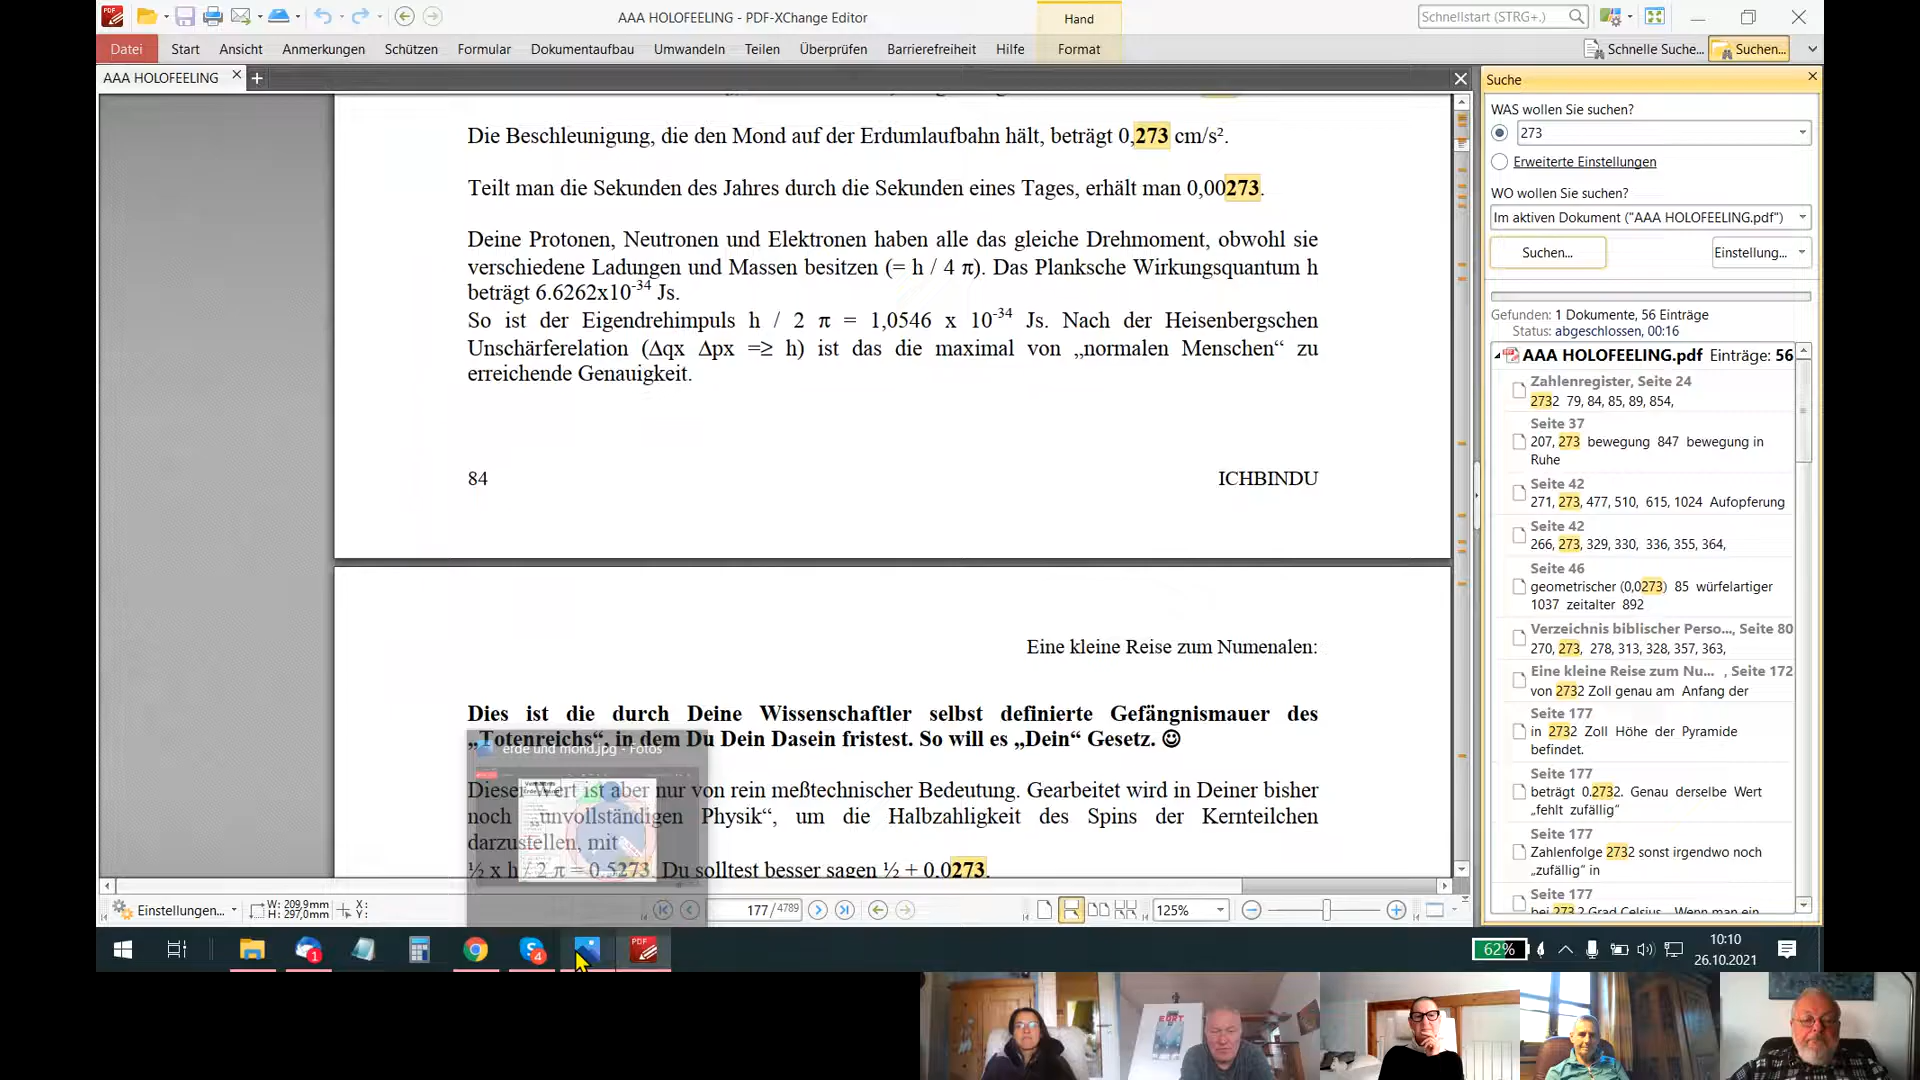 AAA HOLOFEELING - PDF-XChange Editor
Hand
Schnellstart (STRG+.)
Datei Start Ansicht Anmerkungen Schützen Formular Dokumentaufbau Umwandeln Teilen Überprüfen Barrierefreiheit Hilfe Format
Schnelle Suche... Suchen...
AAA HOLOFEELING
Die Beschleunigung, die den Mond auf der Erdumlaufbahn hält, beträgt 0,273 cm/s².
Teilt man die Sekunden des Jahres durch die Sekunden eines Tages, erhält man 0,00273.
Deine Protonen, Neutronen und Elektronen haben alle das gleiche Drehmoment, obwohl sie
verschiedene Ladungen und Massen besitzen (= h / 4 π). Das Planksche Wirkungsquantum h
beträgt 6.6262x10-34 Js.
So ist der Eigendrehimpuls h / 2 π = 1,0546 x 10-34 Js. Nach der Heisenbergschen
Unschärferelation (Δqx Δpx =≥ h) ist das die maximal von „normalen Menschen“ zu
erreichende Genauigkeit.
84 ICHBINDU
Eine kleine Reise zum Numenalen:
Dies ist die durch Deine Wissenschaftler selbst definierte Gefängnismauer des
„Totenreichs“, in dem Du Dein Dasein fristest. So will es „Dein“ Gesetz. ☺
erde und mond.jpg - Fotos
Dieser Wert ist aber nur von rein meßtechnischer Bedeutung. Gearbeitet wird in Deiner bisher
noch „unvollständigen Physik“, um die Halbzahligkeit des Spins der Kernteilchen
darzustellen, mit
½ x h / 2 π = 0,5273. Du solltest besser sagen ½ + 0,0273.
Suche
WAS wollen Sie suchen?
273
Erweiterte Einstellungen
WO wollen Sie suchen?
Im aktiven Dokument ("AAA HOLOFEELING.pdf")
Suchen... Einstellung...
Gefunden: 1 Dokumente, 56 Einträge
Status: abgeschlossen, 00:16
AAA HOLOFEELING.pdf Einträge: 56
Zahlenregister, Seite 24
2732 79, 84, 85, 89, 854,
Seite 37
207, 273 bewegung 847 bewegung in
Ruhe
Seite 42
271, 273, 477, 510, 615, 1024 Aufopferung
Seite 42
266, 273, 329, 330, 336, 355, 364,
Seite 46
geometrischer (0,0273) 85 würfelartiger
1037 zeitalter 892
Verzeichnis biblischer Perso..., Seite 80
270, 273, 278, 313, 328, 357, 363,
Eine kleine Reise zum Nu... , Seite 172
von 2732 Zoll genau am Anfang der
Seite 177
in 2732 Zoll Höhe der Pyramide
befindet.
Seite 177
beträgt 0.2732. Genau derselbe Wert
„fehlt zufällig“
Seite 177
Zahlenfolge 2732 sonst irgendwo noch
„zufällig“ in
Seite 177
bei 273,2 Grad Celsius. Wenn man ein
Einstellungen... W: 209,9mm X:
H: 297,0mm Y:
177 / 4789
125%
1
4
PDF
62%
10:10
26.10.2021